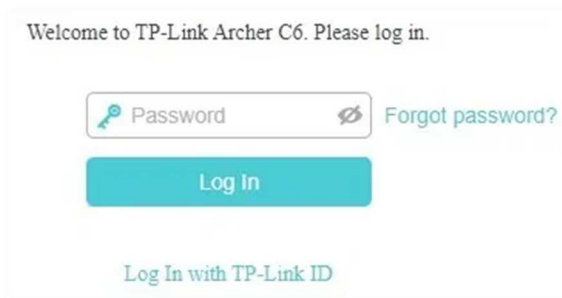 Welcome to TP-Link Archer C6. Please log in.
Password
Forgot password?
Log In
Log In with TP-Link ID